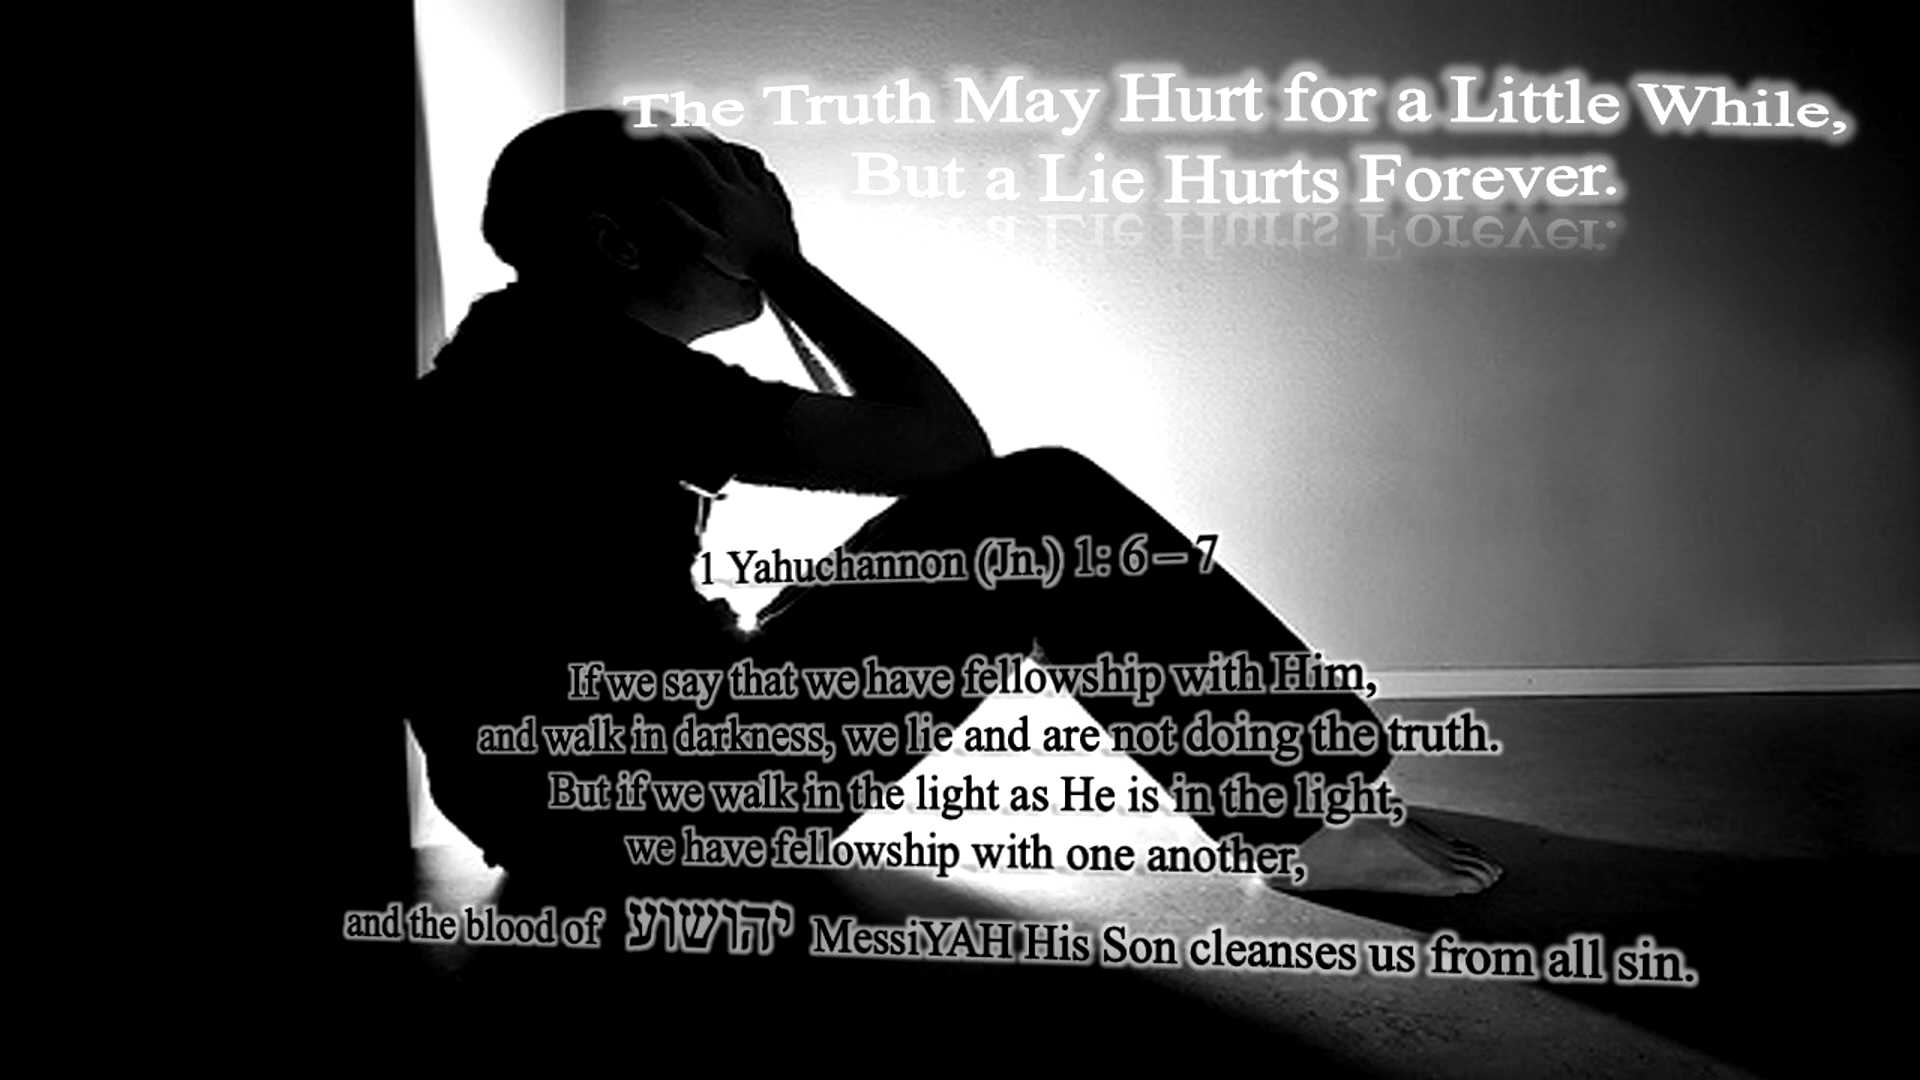 The Truth May Hurt for a Little While,
But a Lie Hurts Forever.
1 Yahuchannon (Jn.) 1: 6 – 7
If we say that we have fellowship with Him,
and walk in darkness, we lie and are not doing the truth.
But if we walk in the light as He is in the light,
we have fellowship with one another,
and the blood of יהושוע MessiYAH His Son cleanses us from all sin.